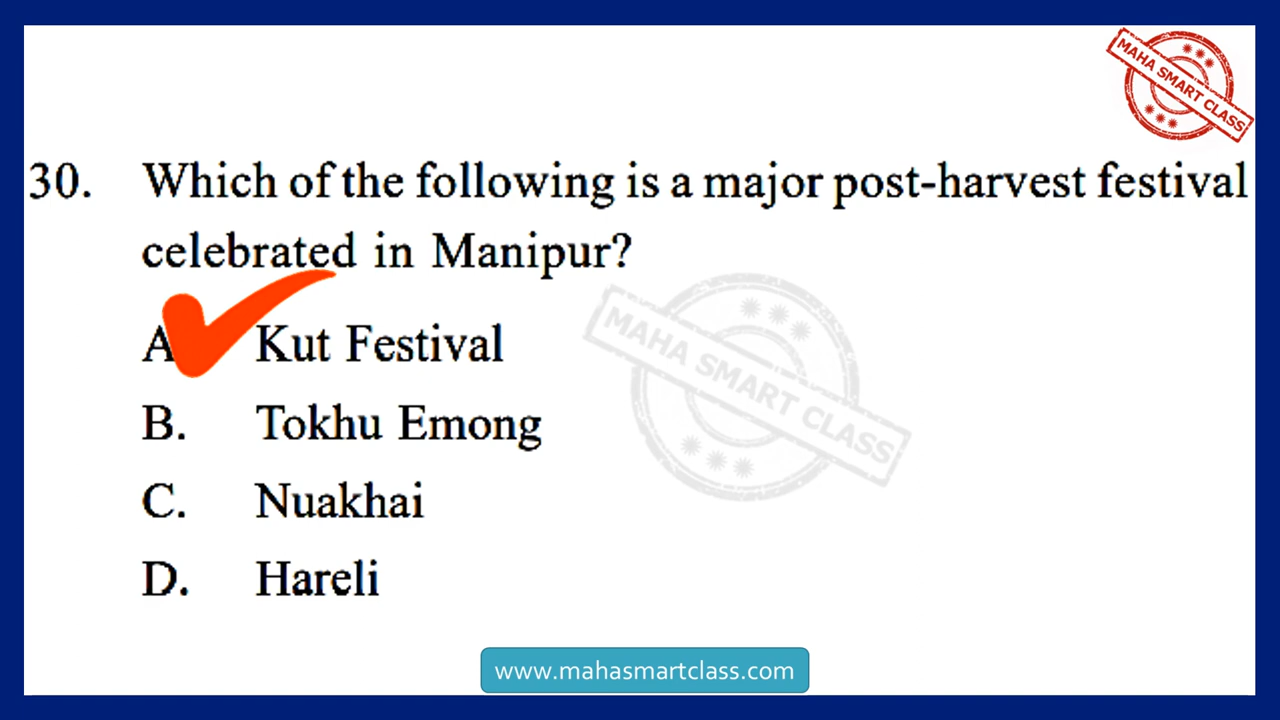 MAHA SMART CLASS
30. Which of the following is a major post-harvest festival
celebrated in Manipur?
A Kut Festival
MAHA SMART CLASS
B. Tokhu Emong
C. Nuakhai
D. Hareli
www.mahasmartclass.com